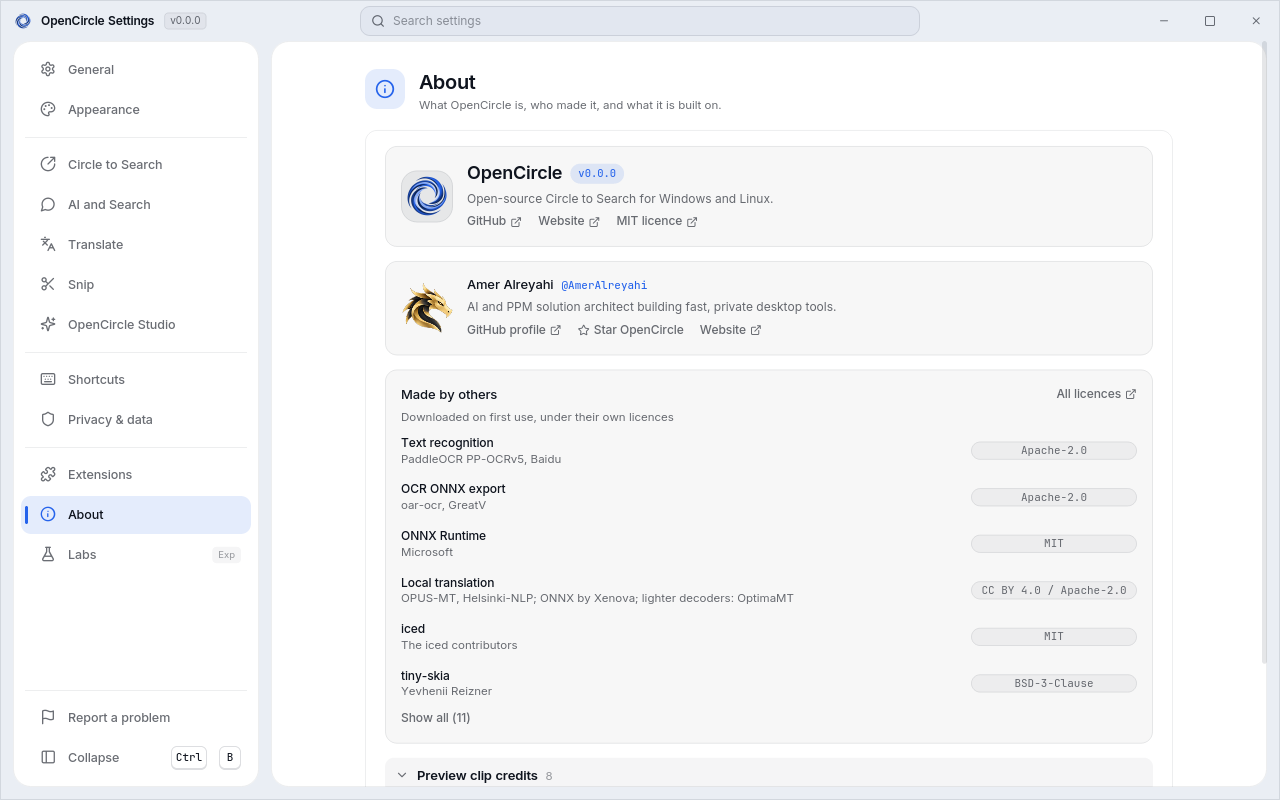 OpenCircle Settings v0.0.0
Search settings
General
Appearance
Circle to Search
AI and Search
Translate
Snip
OpenCircle Studio
Shortcuts
Privacy & data
Extensions
About
Labs Exp
Report a problem
Collapse Ctrl B
About
What OpenCircle is, who made it, and what it is built on.
OpenCircle v0.0.0
Open-source Circle to Search for Windows and Linux.
GitHub Website MIT licence
Amer Alreyahi @AmerAlreyahi
AI and PPM solution architect building fast, private desktop tools.
GitHub profile Star OpenCircle Website
Made by others All licences
Downloaded on first use, under their own licences
Text recognition
PaddleOCR PP-OCRv5, Baidu
Apache-2.0
OCR ONNX export
oar-ocr, GreatV
Apache-2.0
ONNX Runtime
Microsoft
MIT
Local translation
OPUS-MT, Helsinki-NLP; ONNX by Xenova; lighter decoders: OptimaMT
CC BY 4.0 / Apache-2.0
iced
The iced contributors
MIT
tiny-skia
Yevhenii Reizner
BSD-3-Clause
Show all (11)
Preview clip credits 8